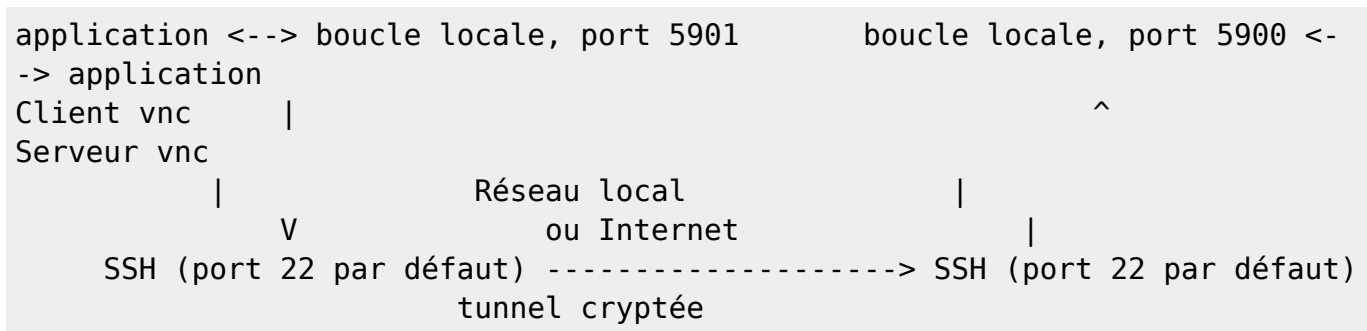 application <--> boucle locale, port 5901       boucle locale, port 5900 <-
-> application
Client vnc     |                                             ^
Serveur vnc
           |              Réseau local               |
               V              ou Internet                |
     SSH (port 22 par défaut) --------------------> SSH (port 22 par défaut)
                         tunnel cryptée